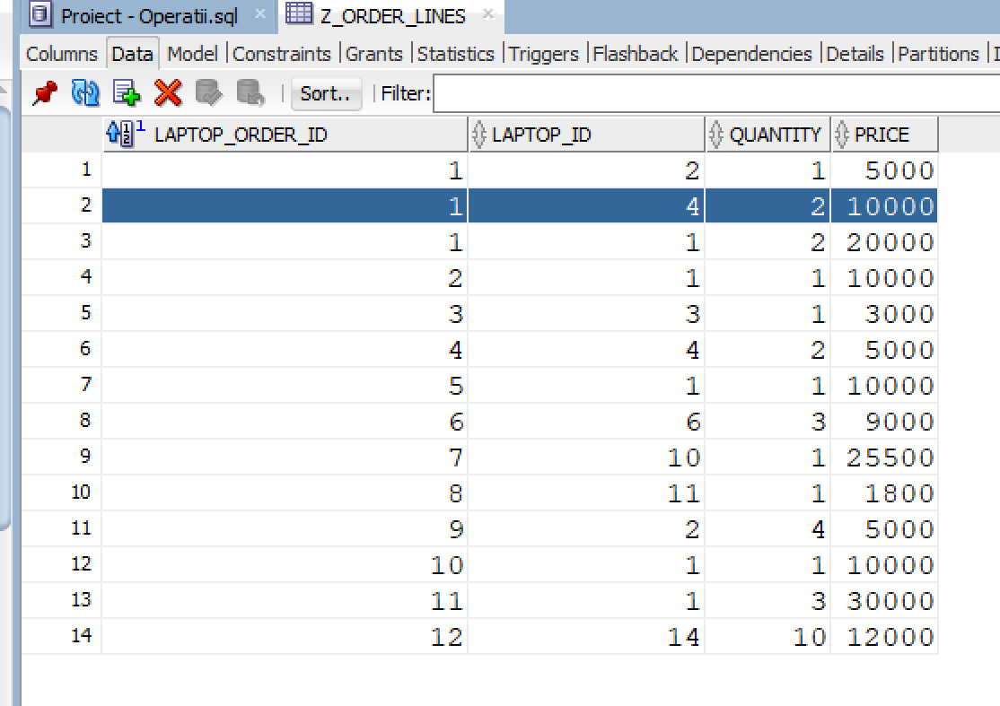 Proiect - Operatii.sql × Z_ORDER_LINES ×
Columns Data Model Constraints Grants Statistics Triggers Flashback Dependencies Details Partitions
Sort.. Filter:
1 LAPTOP_ORDER_ID LAPTOP_ID QUANTITY PRICE
1 1 2 1 5000
2 1 4 2 10000
3 1 1 2 20000
4 2 1 1 10000
5 3 3 1 3000
6 4 4 2 5000
7 5 1 1 10000
8 6 6 3 9000
9 7 10 1 25500
10 8 11 1 1800
11 9 2 4 5000
12 10 1 1 10000
13 11 1 3 30000
14 12 14 10 12000